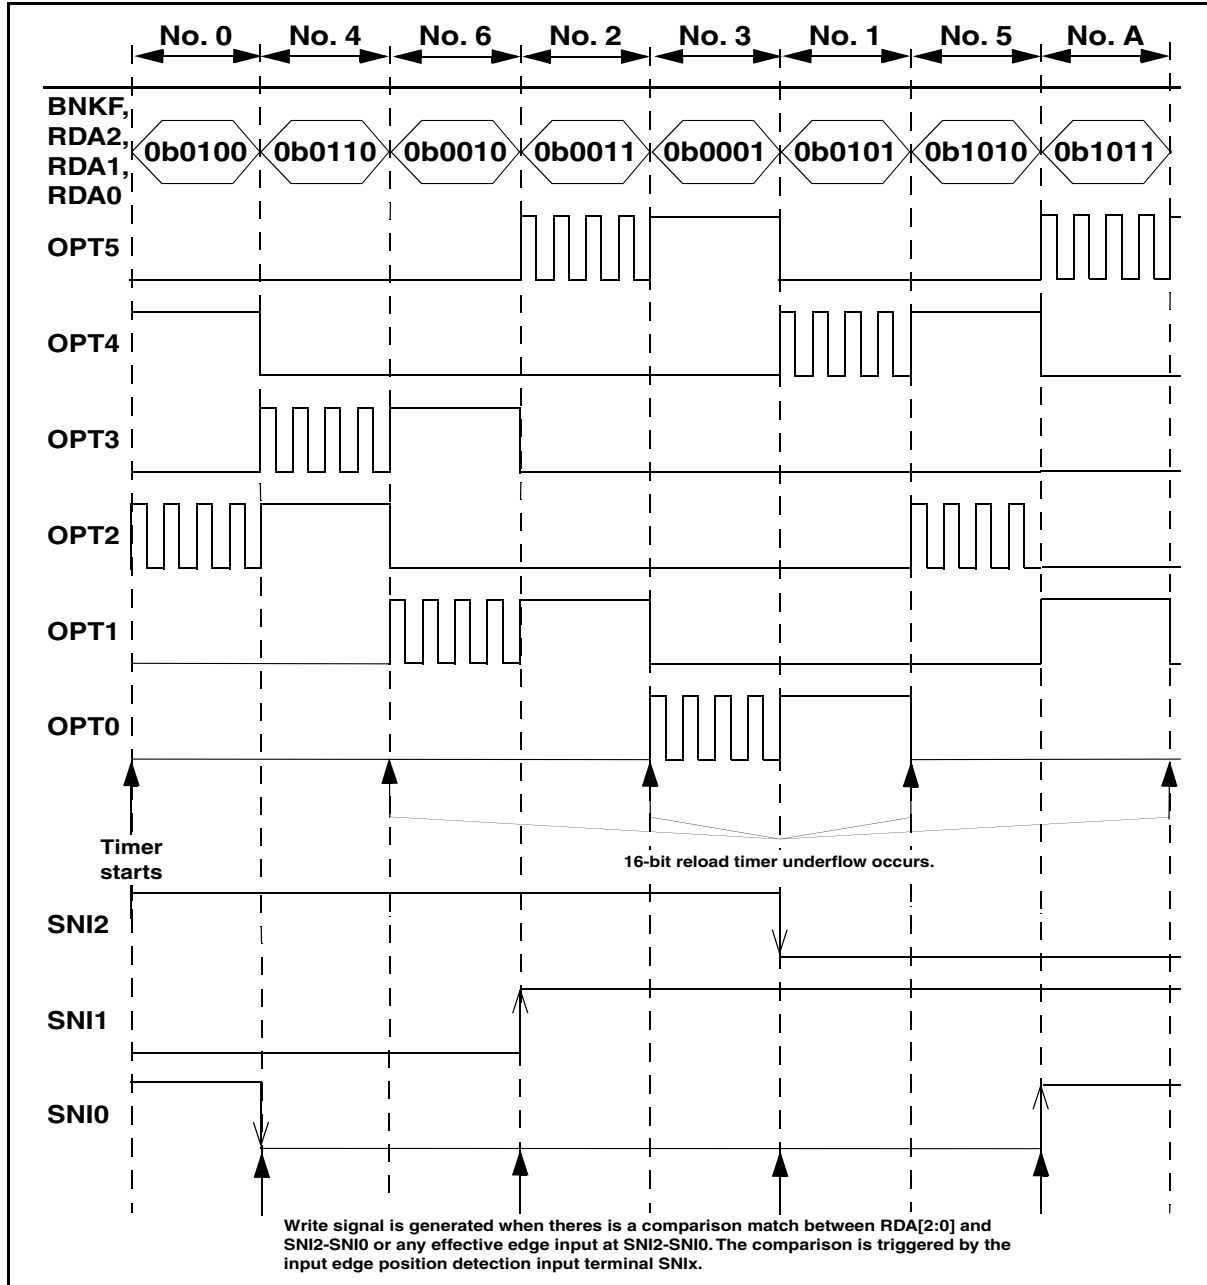 No. 0 No. 4 No. 6 No. 2 No. 3 No. 1 No. 5 No. A
BNKF,
RDA2,
RDA1,
RDA0
0b0100 0b0110 0b0010 0b0011 0b0001 0b0101 0b1010 0b1011
OPT5
OPT4
OPT3
OPT2
OPT1
OPT0
Timer
starts
16-bit reload timer underflow occurs.
SNI2
SNI1
SNI0
Write signal is generated when theres is a comparison match between RDA[2:0] and
SNI2-SNI0 or any effective edge input at SNI2-SNI0. The comparison is triggered by the
input edge position detection input terminal SNIx.